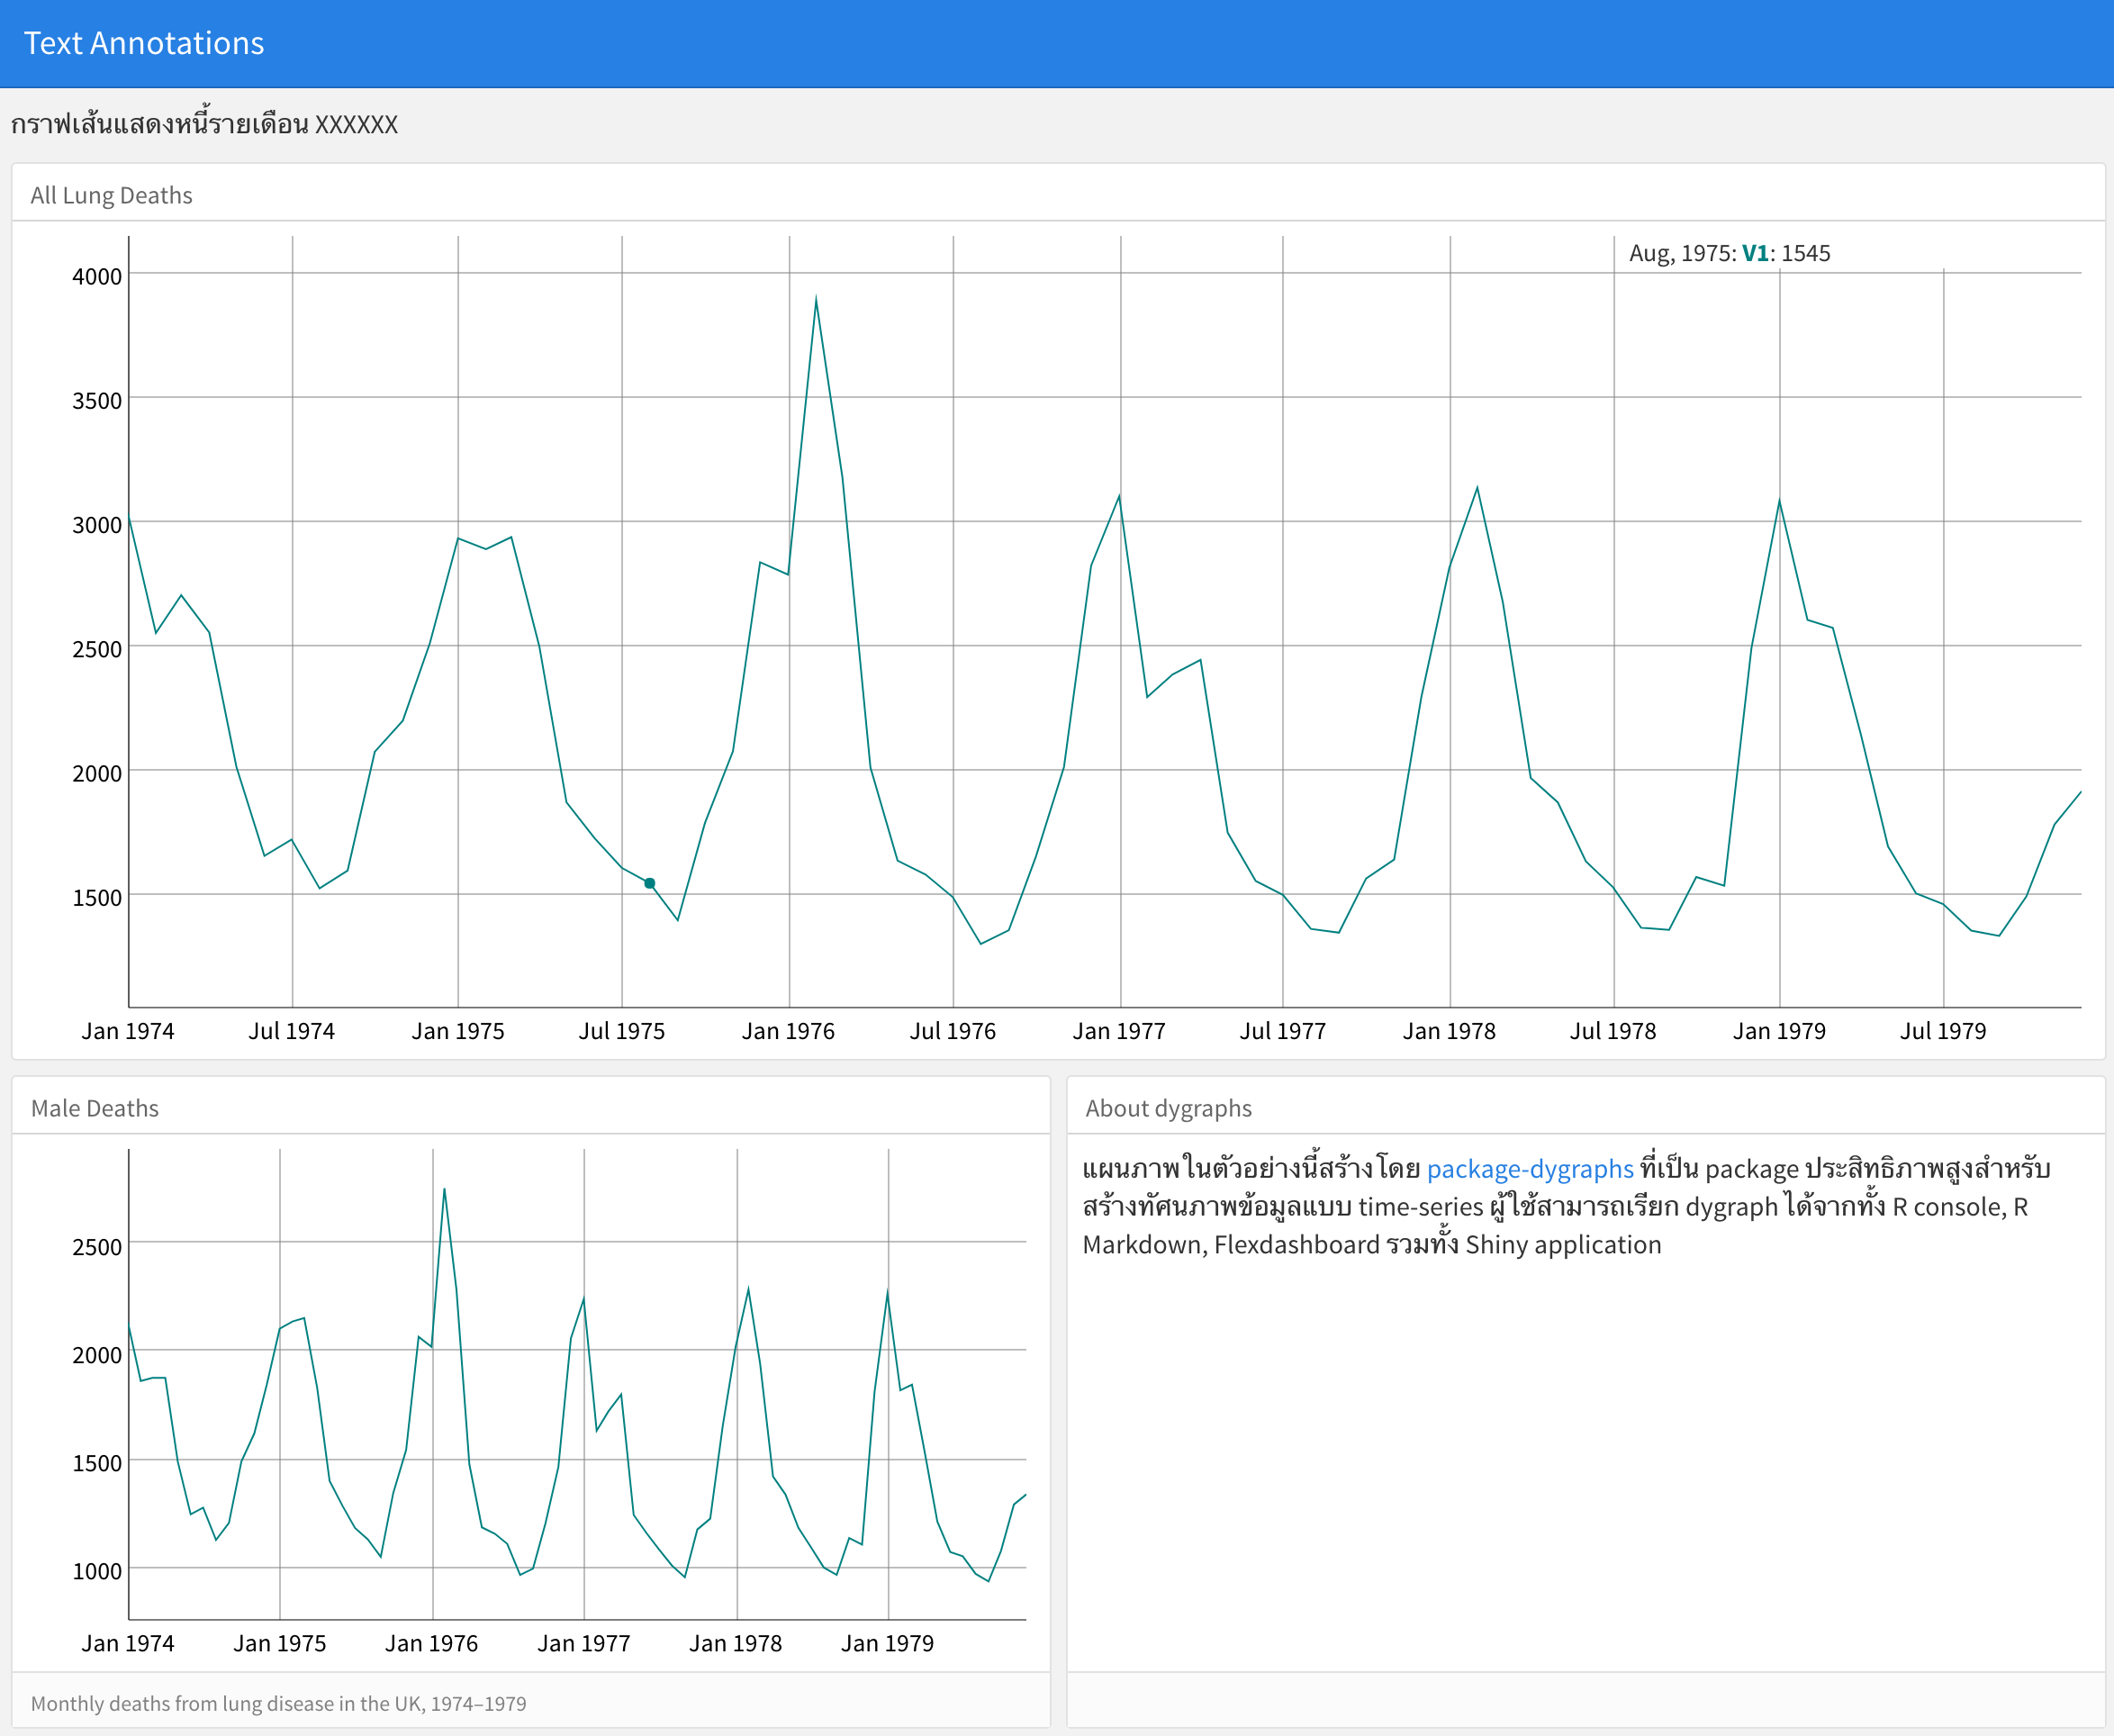 Text Annotations
กราฟเส้นแสดงหนี้รายเดือน XXXXXX
All Lung Deaths
Aug, 1975: V1: 1545
4000
3500
3000
2500
2000
1500
Jan 1974 Jul 1974 Jan 1975 Jul 1975 Jan 1976 Jul 1976 Jan 1977 Jul 1977 Jan 1978 Jul 1978 Jan 1979 Jul 1979
Male Deaths
2500
2000
1500
1000
Jan 1974 Jan 1975 Jan 1976 Jan 1977 Jan 1978 Jan 1979
Monthly deaths from lung disease in the UK, 1974–1979
About dygraphs
แผนภาพในตัวอย่างนี้สร้างโดย package-dygraphs ที่เป็น package ประสิทธิภาพสูงสำหรับ
สร้างทัศนภาพข้อมูลแบบ time-series ผู้ใช้สามารถเรียก dygraph ได้จากทั้ง R console, R
Markdown, Flexdashboard รวมทั้ง Shiny application